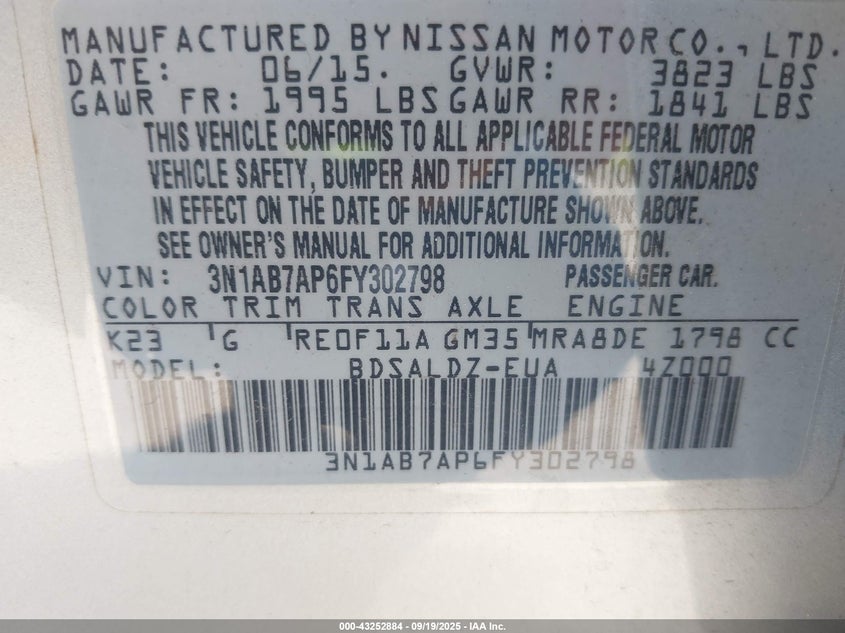 MANUFACTURED BY NISSAN MOTOR CO., LTD.
DATE: 06/15. GVWR: 3823 LBS
GAWR FR: 1995 LBS GAWR RR: 1841 LBS
THIS VEHICLE CONFORMS TO ALL APPLICABLE FEDERAL MOTOR
VEHICLE SAFETY, BUMPER AND THEFT PREVENTION STANDARDS
IN EFFECT ON THE DATE OF MANUFACTURE SHOWN ABOVE.
SEE OWNER'S MANUAL FOR ADDITIONAL INFORMATION.
VIN: 3N1AB7AP6FY302798 PASSENGER CAR.
COLOR TRIM TRANS AXLE ENGINE
K23 G RE0F11A GM35 MRA8DE 1798 CC
MODEL: BDSALDZ-EUA 4Z000
3N1AB7AP6FY302798
000-43252884 - 09/19/2025 - IAA Inc.